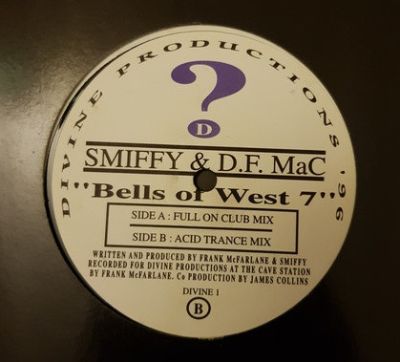 DIVINE PRODUCTIONS '96
?
D
SMIFFY & D.F. MaC
"Bells of West 7"
SIDE A : FULL ON CLUB MIX
SIDE B : ACID TRANCE MIX
WRITTEN AND PRODUCED BY FRANK McFARLANE & SMIFFY
RECORDED FOR DIVINE PRODUCTIONS AT THE CAVE STATION
BY FRANK McFARLANE. Co PRODUCTION BY JAMES COLLINS
DIVINE 1
B